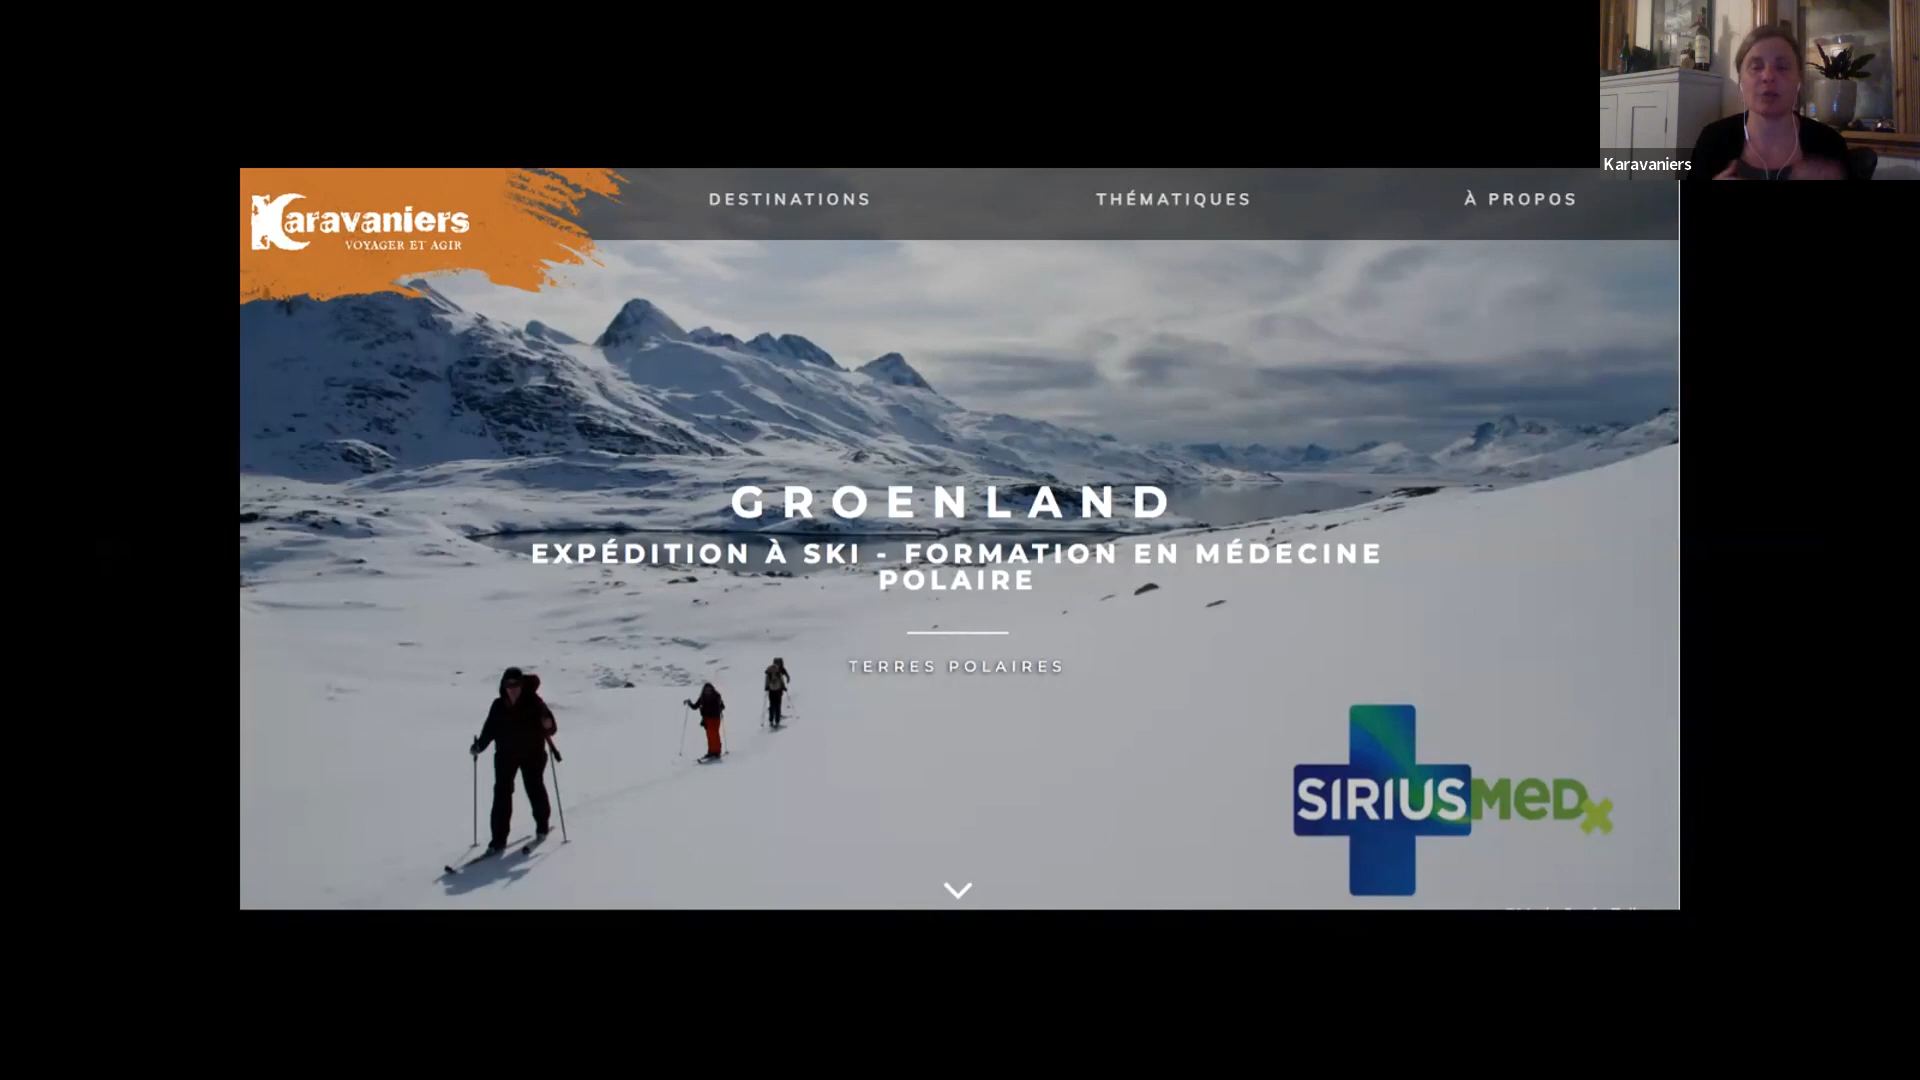 Karavaniers
Karavaniers
VOYAGER ET AGIR
DESTINATIONS
THÉMATIQUES
À PROPOS
GROENLAND
EXPÉDITION À SKI - FORMATION EN MÉDECINE
POLAIRE
TERRES POLAIRES
SIRIUSMEDx